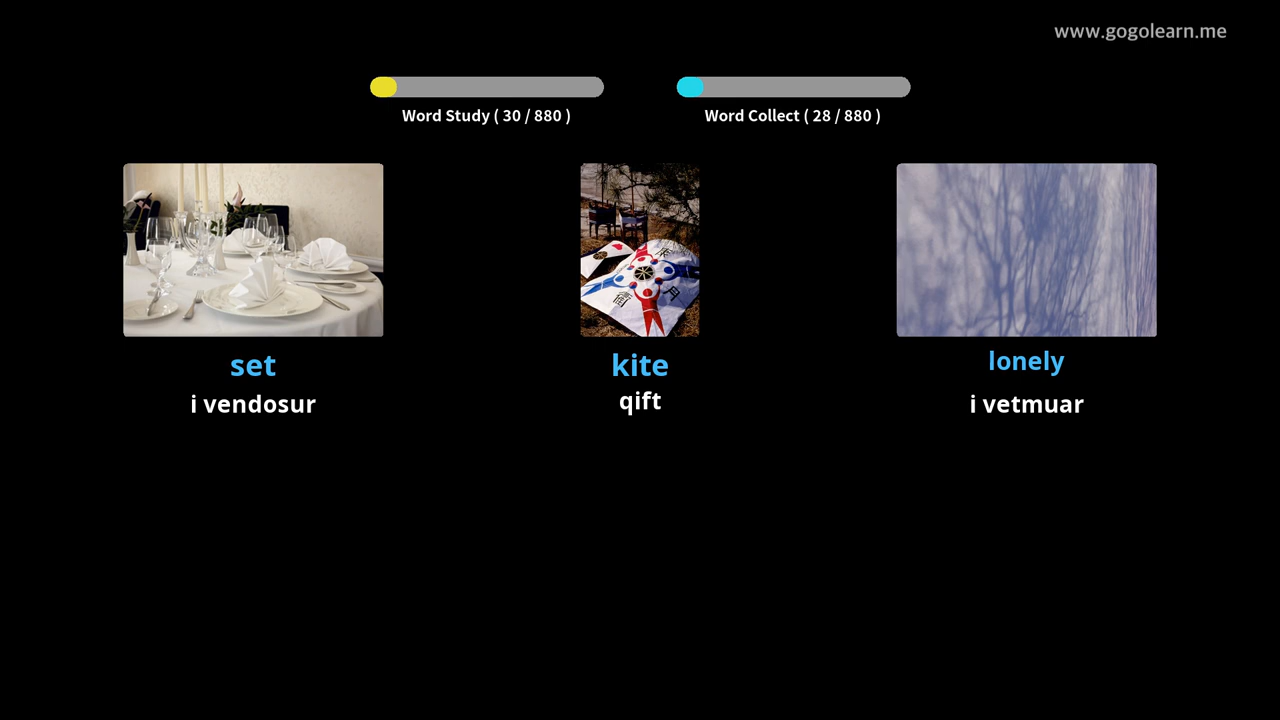 www.gogolearn.me
Word Study ( 30 / 880 )
Word Collect ( 28 / 880 )
set
kite
lonely
i vendosur
qift
i vetmuar